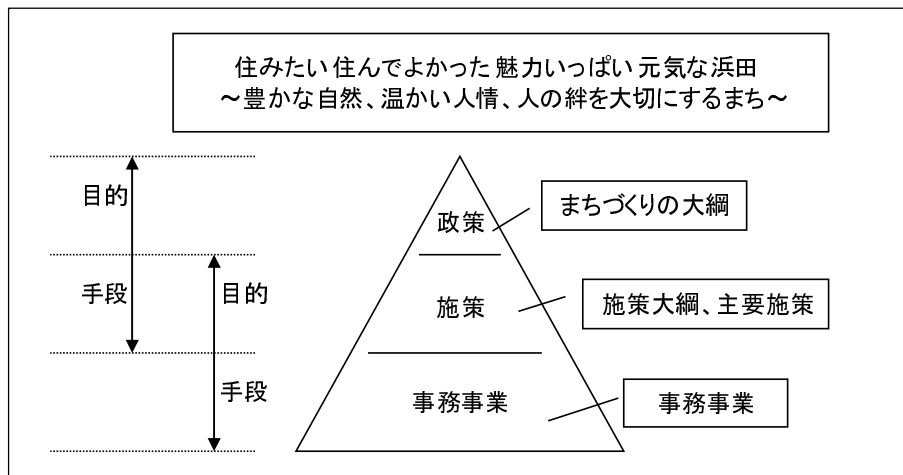 住みたい 住んでよかった 魅力いっぱい 元気な浜田
～豊かな自然、温かい人情、人の絆を大切にするまち～
目的
政策
まちづくりの大綱
手段
目的
施策
施策大綱、主要施策
手段
事務事業
事務事業